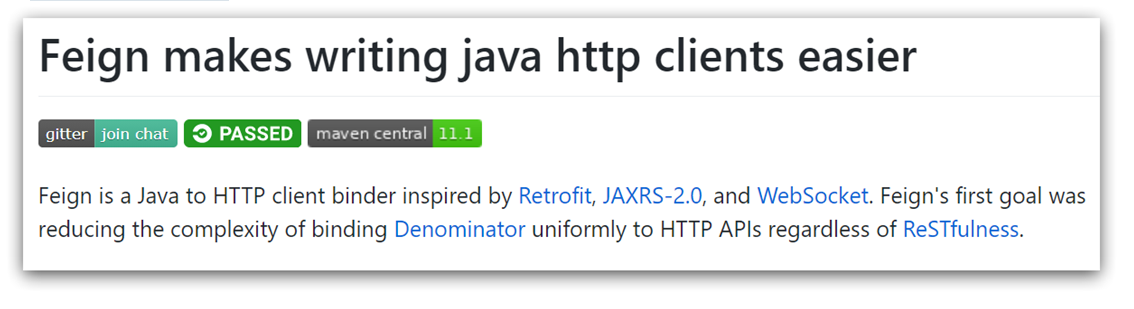 Feign makes writing java http clients easier
gitter join chat PASSED maven central 11.1
Feign is a Java to HTTP client binder inspired by Retrofit, JAXRS-2.0, and WebSocket. Feign's first goal was
reducing the complexity of binding Denominator uniformly to HTTP APIs regardless of ReSTfulness.